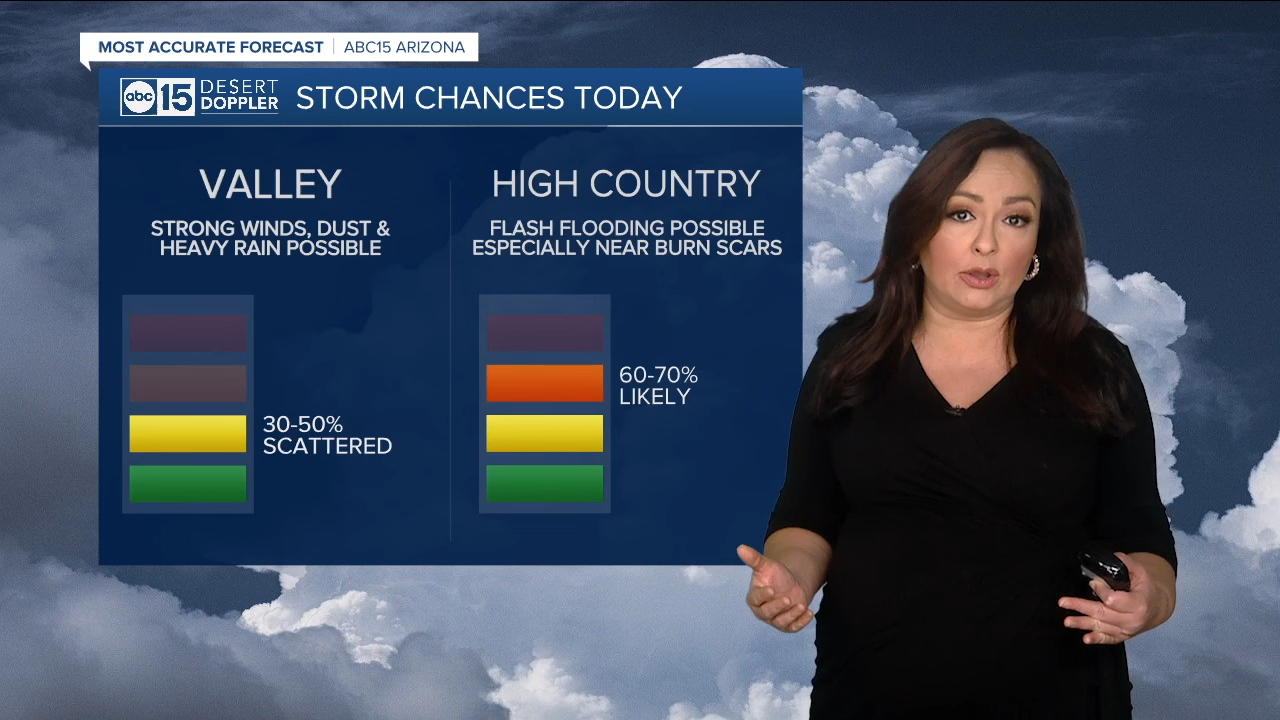 MOST ACCURATE FORECAST | ABC15 ARIZONA
abc 15 DESERT DOPPLER
STORM CHANCES TODAY
VALLEY
STRONG WINDS, DUST &
HEAVY RAIN POSSIBLE
30-50%
SCATTERED
HIGH COUNTRY
FLASH FLOODING POSSIBLE
ESPECIALLY NEAR BURN SCARS
60-70%
LIKELY